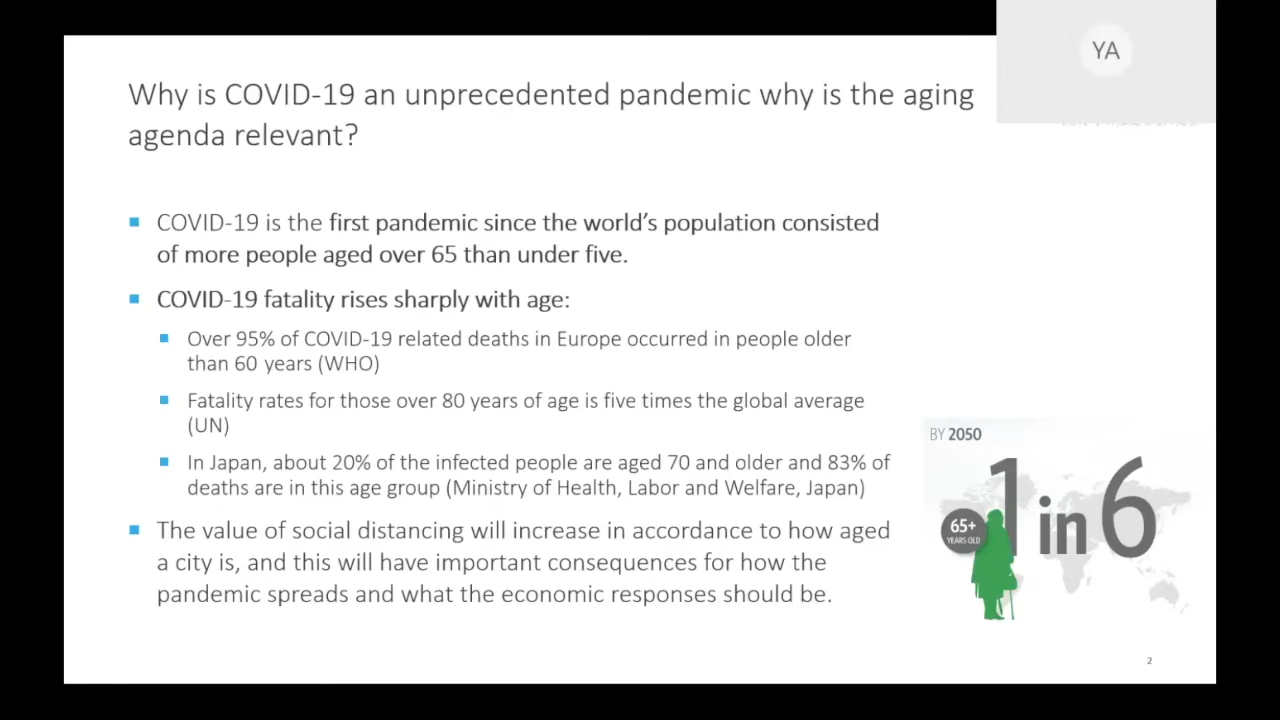 YA
Why is COVID-19 an unprecedented pandemic why is the aging
agenda relevant?
COVID-19 is the first pandemic since the world's population consisted
of more people aged over 65 than under five.
COVID-19 fatality rises sharply with age:
Over 95% of COVID-19 related deaths in Europe occurred in people older
than 60 years (WHO)
Fatality rates for those over 80 years of age is five times the global average
(UN)
In Japan, about 20% of the infected people are aged 70 and older and 83% of
deaths are in this age group (Ministry of Health, Labor and Welfare, Japan)
The value of social distancing will increase in accordance to how aged
a city is, and this will have important consequences for how the
pandemic spreads and what the economic responses should be.
BY 2050
1 in 6
65+
YEARS OLD
2